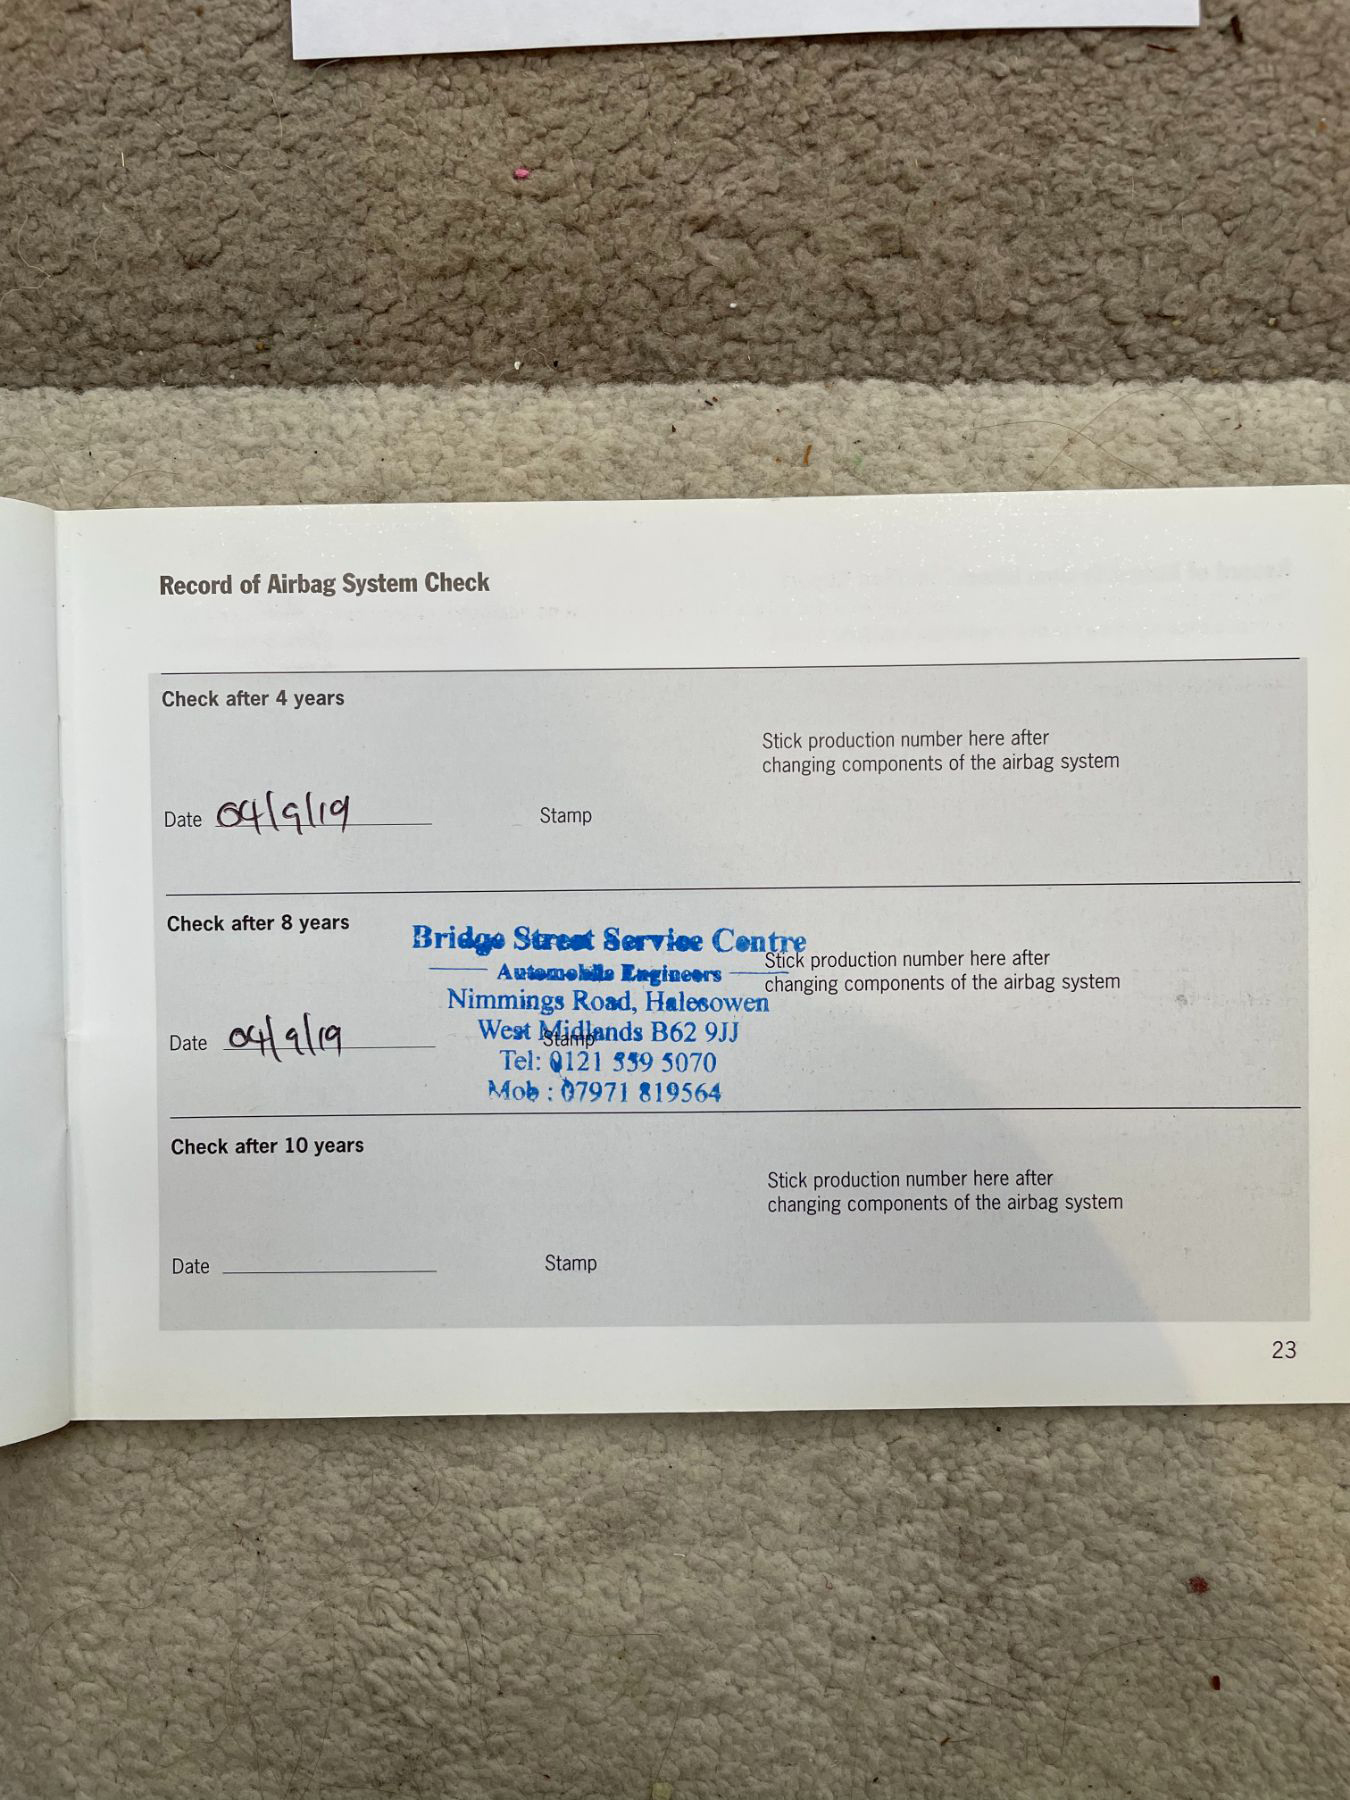 Record of Airbag System Check
Check after 4 years
Stick production number here after
changing components of the airbag system
Date 04/9/19
Stamp
Check after 8 years
Bridge Street Service Centre
Automobile Engineers
Nimmings Road, Halesowen
West Midlands B62 9JJ
Tel: 0121 559 5070
Mob : 07971 819564
Stick production number here after
changing components of the airbag system
Date 04/9/19
Stamp
Check after 10 years
Stick production number here after
changing components of the airbag system
Date
Stamp
23